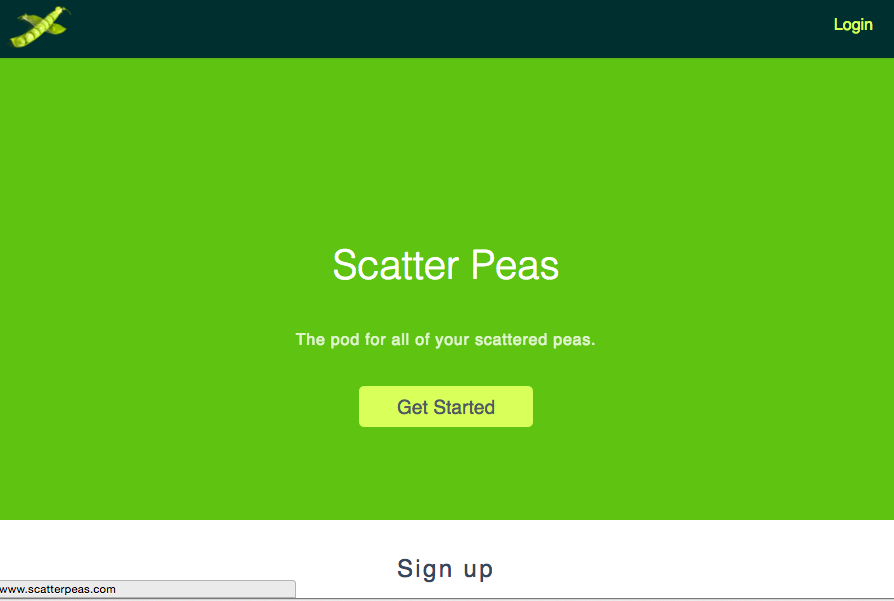 Login
Scatter Peas
The pod for all of your scattered peas.
Get Started
Sign up
www.scatterpeas.com